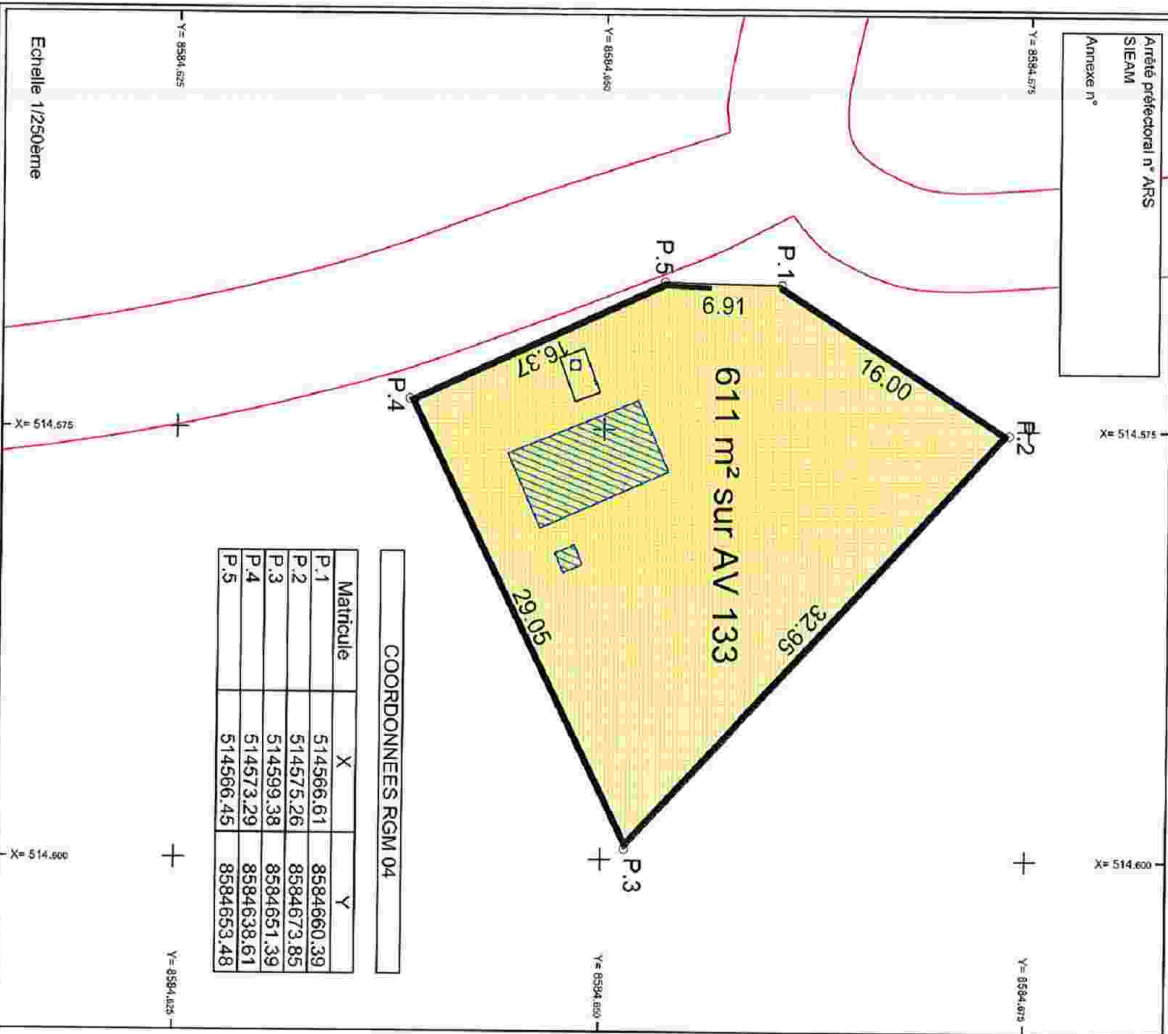 Arrêté préfectoral n° ARS
SIEAM
Annexe n°
Y= 8584.625
Y= 8584.650
Y= 8584.675
X= 514.575
X= 514.575
X= 514.600
X= 514.600
Y= 8584.625
Y= 8584.650
Y= 8584.675
P.1
P.2
P.3
P.4
P.5
16.00
32.95
29.05
16.37
6.91
611 m² sur AV 133
COORDONNEES RGM 04
Matricule X Y
P.1 514566.61 8584660.39
P.2 514575.26 8584673.85
P.3 514599.38 8584651.39
P.4 514573.29 8584638.61
P.5 514566.45 8584653.48
Echelle 1/250ème